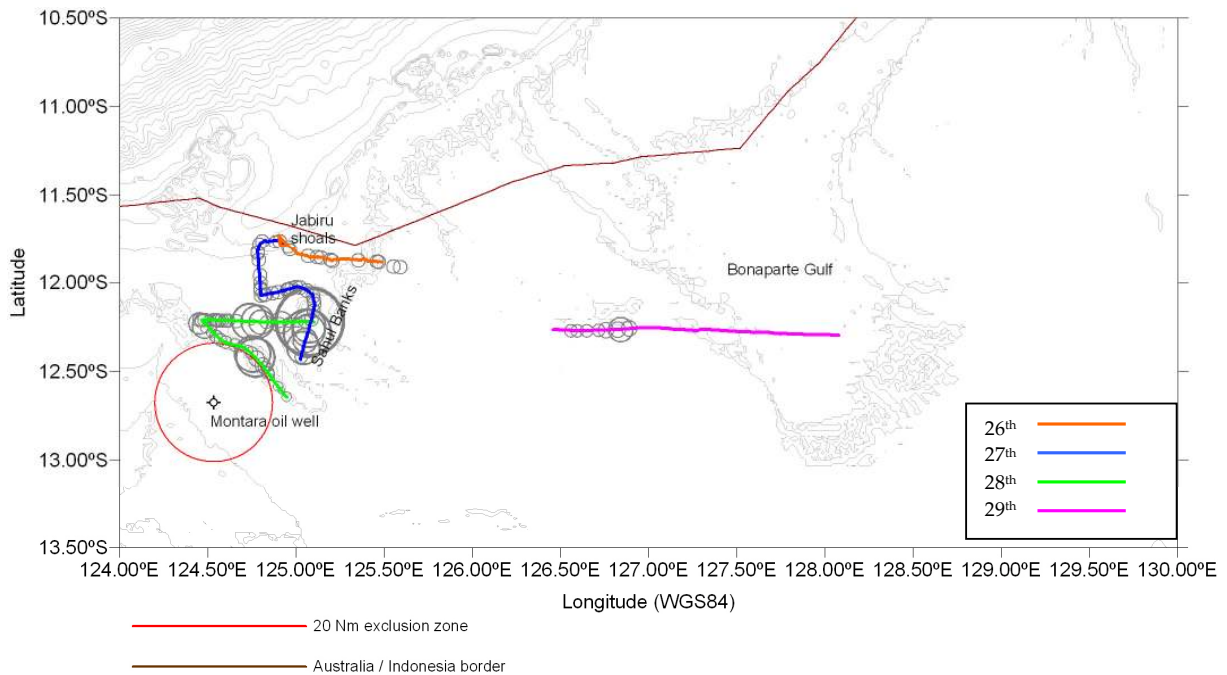 10.50ºS
11.00ºS
11.50ºS
12.00ºS
12.50ºS
13.00ºS
13.50ºS
Latitude
Jabiru
shoals
Sahul Banks
Bonaparte Gulf
Montara oil well
26th
27th
28th
29th
124.00ºE 124.50ºE 125.00ºE 125.50ºE 126.00ºE 126.50ºE 127.00ºE 127.50ºE 128.00ºE 128.50ºE 129.00ºE 129.50ºE 130.00ºE
Longitude (WGS84)
20 Nm exclusion zone
Australia / Indonesia border